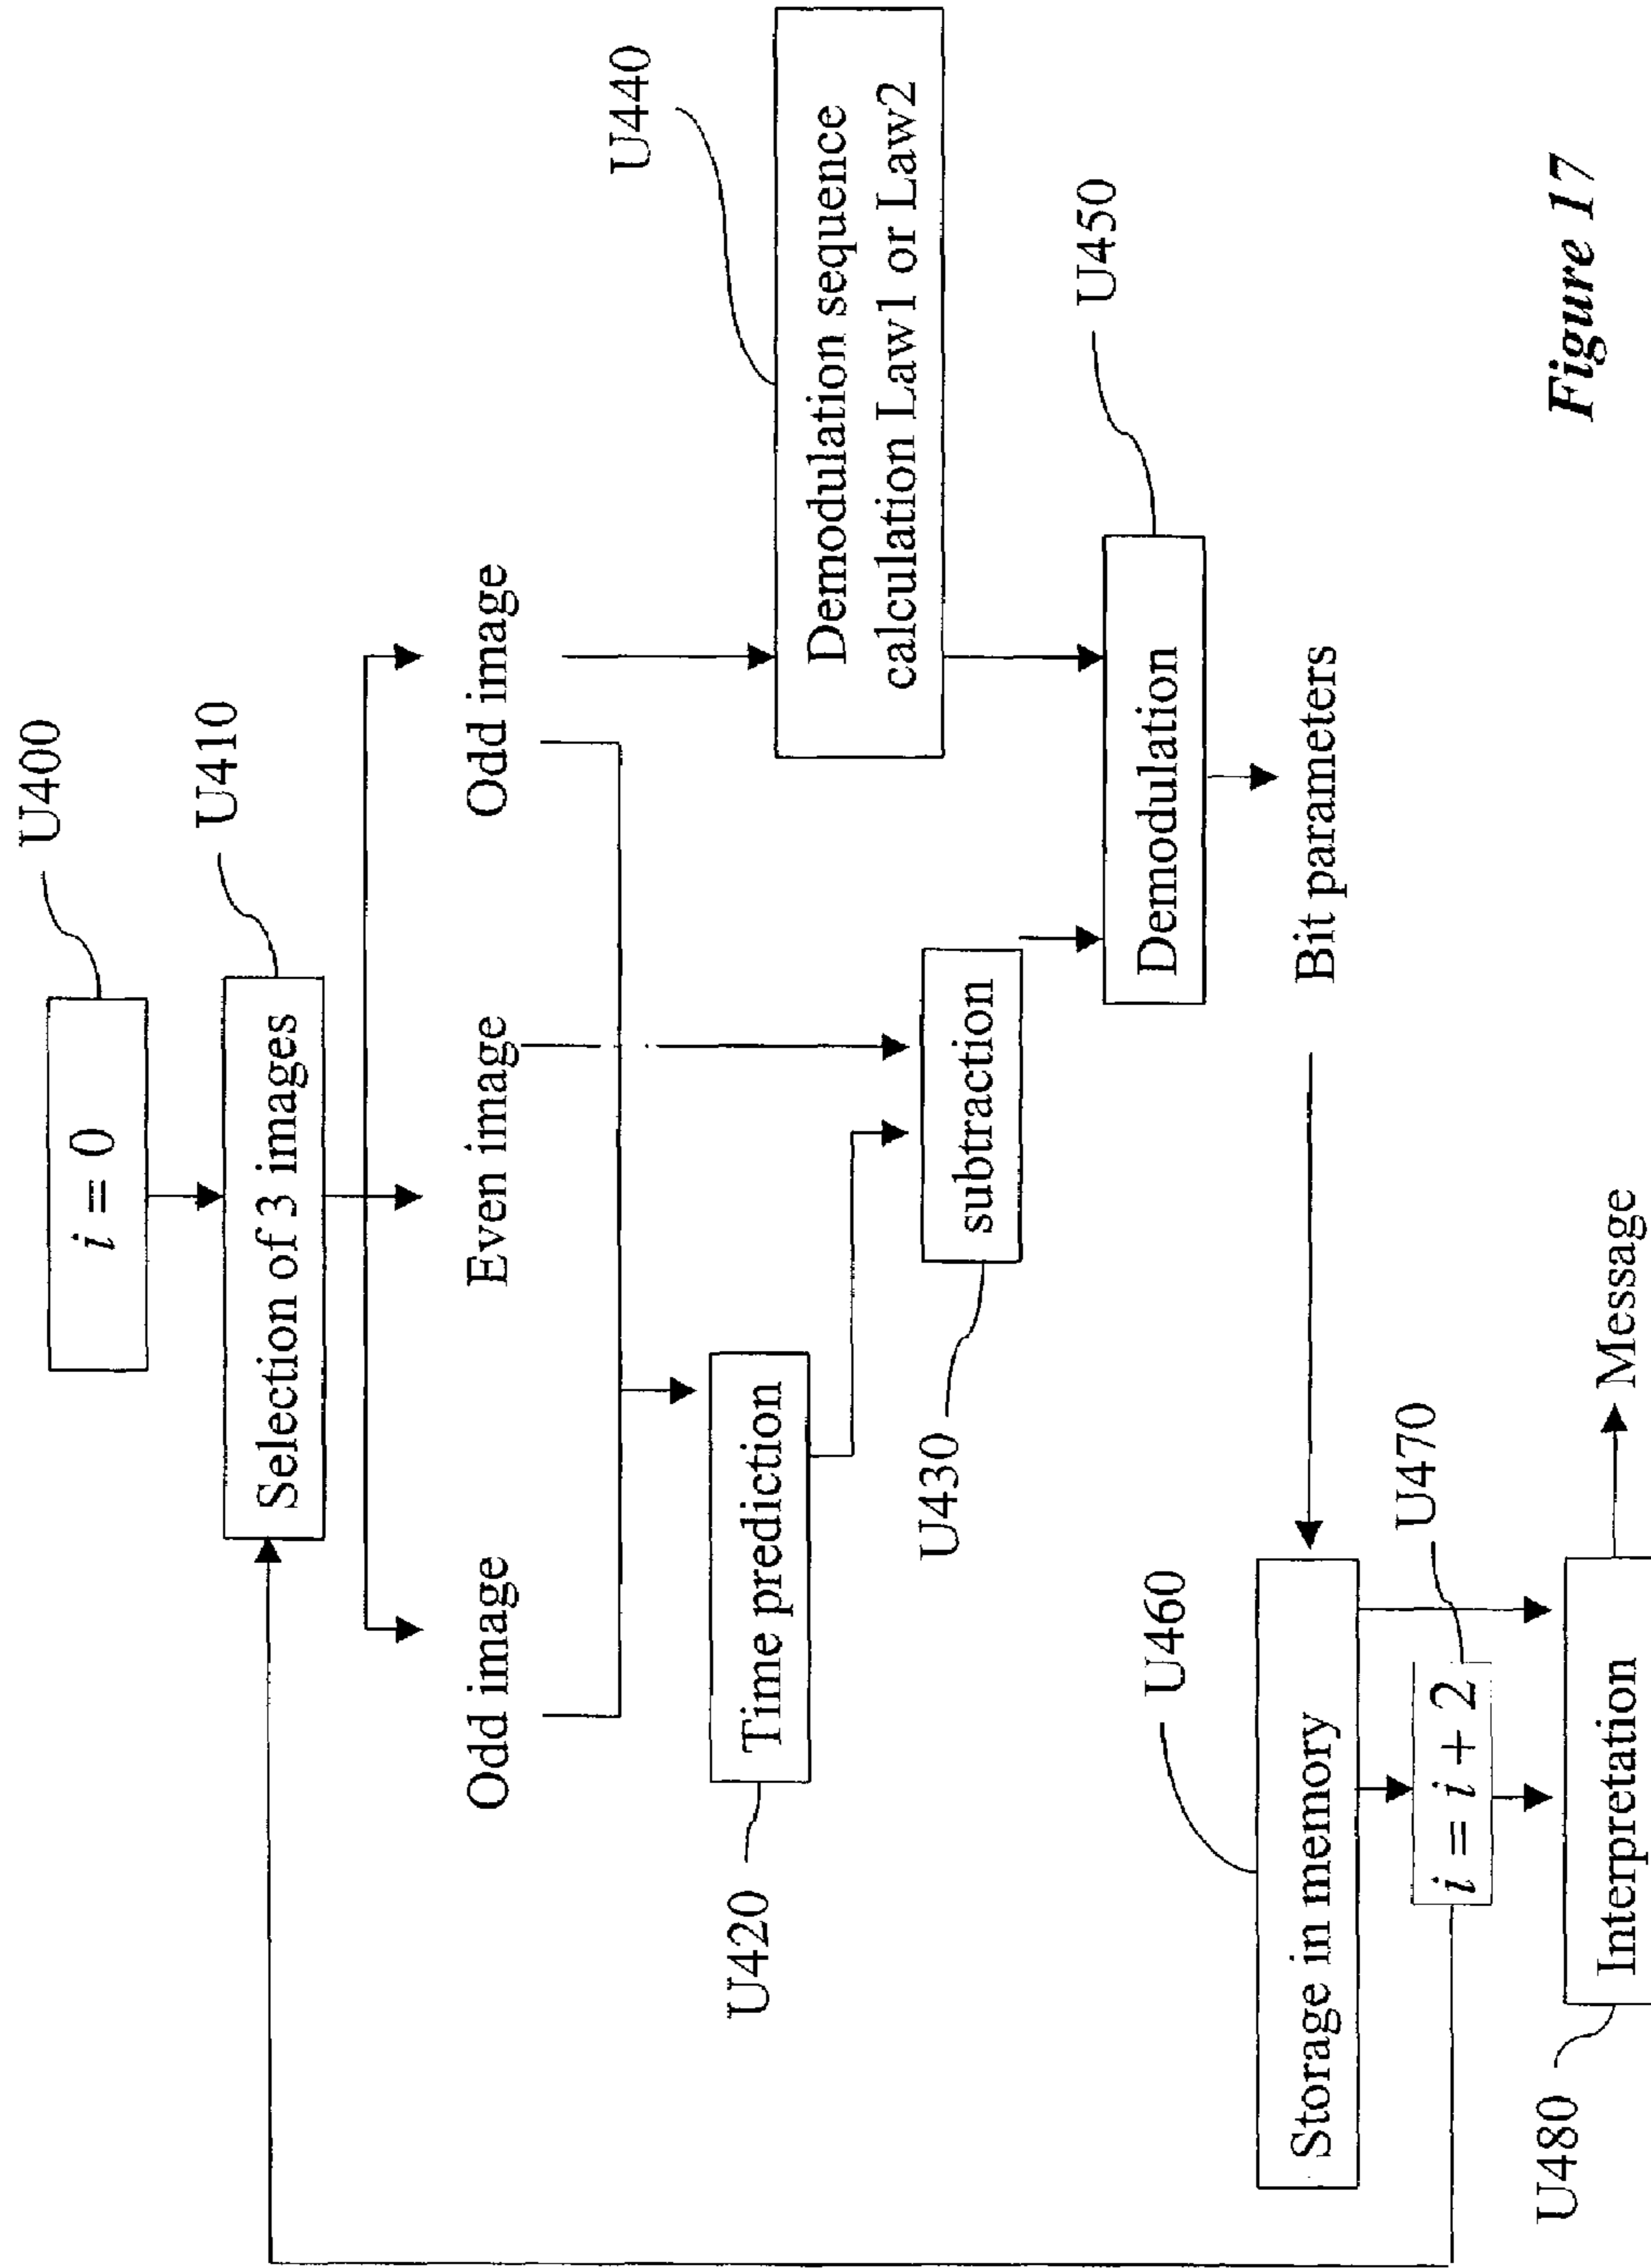 U400
i = 0
U410
Selection of 3 images
Odd image
Even image
Odd image
U420
Time prediction
U440
Demodulation sequence
calculation Law1 or Law2
U430
subtraction
U450
Demodulation
Bit parameters
U460
Storage in memory
U470
i = i + 2
U480
Interpretation
Message
Figure 17